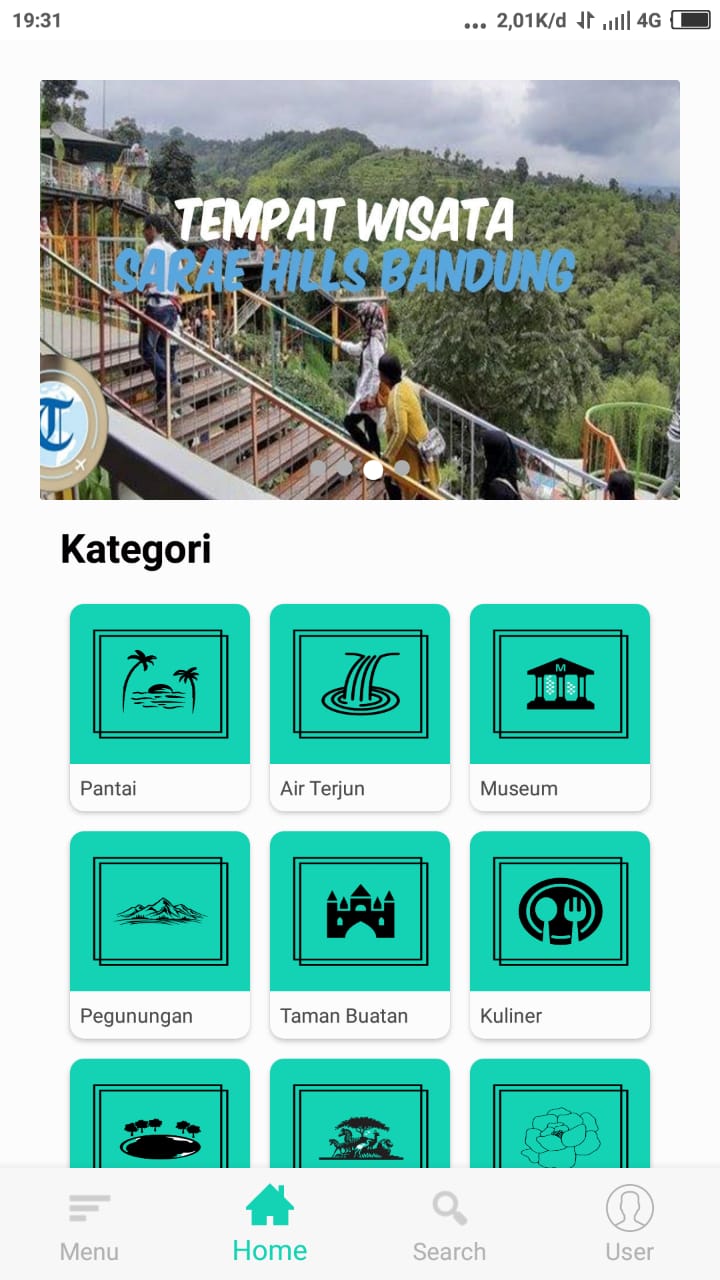 19:31
... 2,01K/d 4G
TEMPAT WISATA
SARAE HILLS BANDUNG
T
Kategori
M
Pantai
Air Terjun
Museum
Pegunungan
Taman Buatan
Kuliner
Menu
Home
Search
User